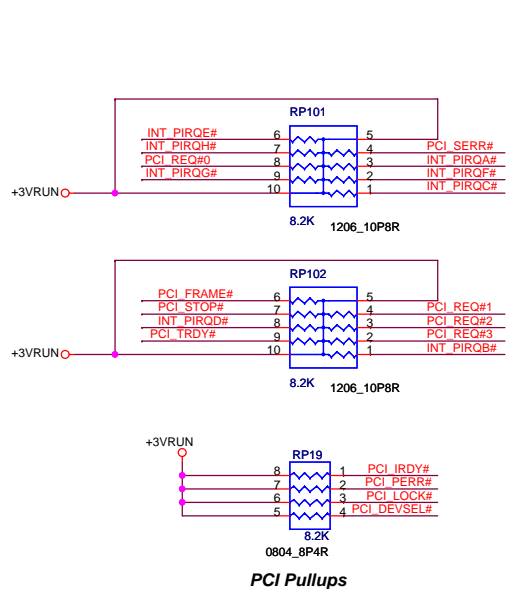 RP101
INT_PIRQE# 6 5
INT_PIRQH# 7 4 PCI_SERR#
PCI_REQ#0 8 3 INT_PIRQA#
INT_PIRQG# 9 2 INT_PIRQF#
+3VRUN 10 1 INT_PIRQC#
8.2K 1206_10P8R
RP102
PCI_FRAME# 6 5
PCI_STOP# 7 4 PCI_REQ#1
INT_PIRQD# 8 3 PCI_REQ#2
PCI_TRDY# 9 2 PCI_REQ#3
+3VRUN 10 1 INT_PIRQB#
8.2K 1206_10P8R
+3VRUN
RP19
8 1 PCI_IRDY#
7 2 PCI_PERR#
6 3 PCI_LOCK#
5 4 PCI_DEVSEL#
8.2K
0804_8P4R
PCI Pullups